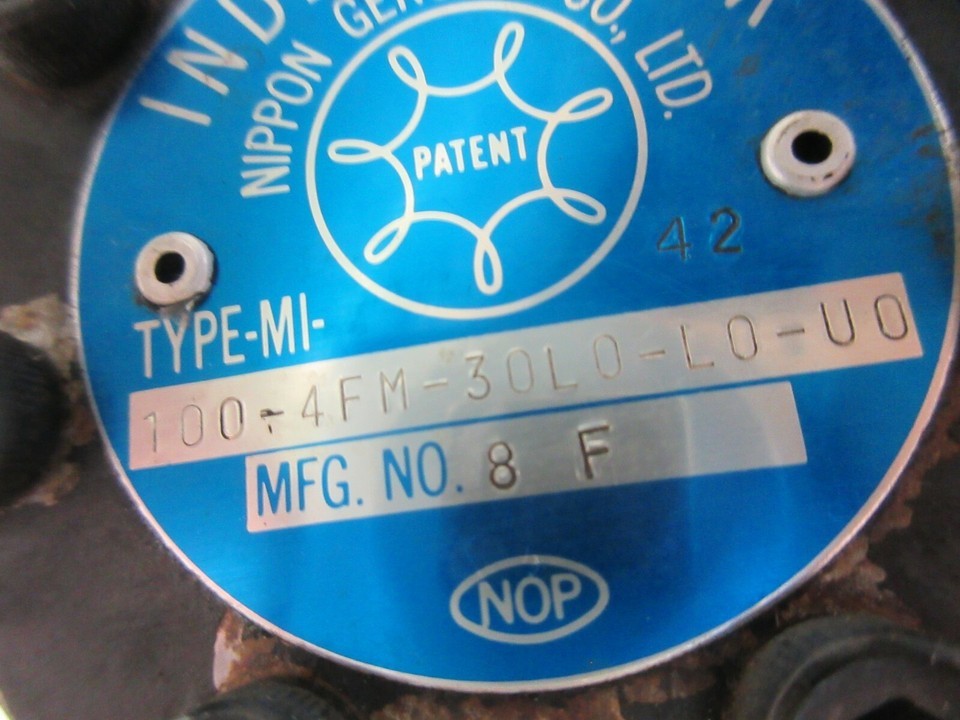 NIPPON CO., LTD.
PATENT
42
TYPE-MI-
100-4FM-30L0-L0-U0
MFG. NO. 8 F
NOP